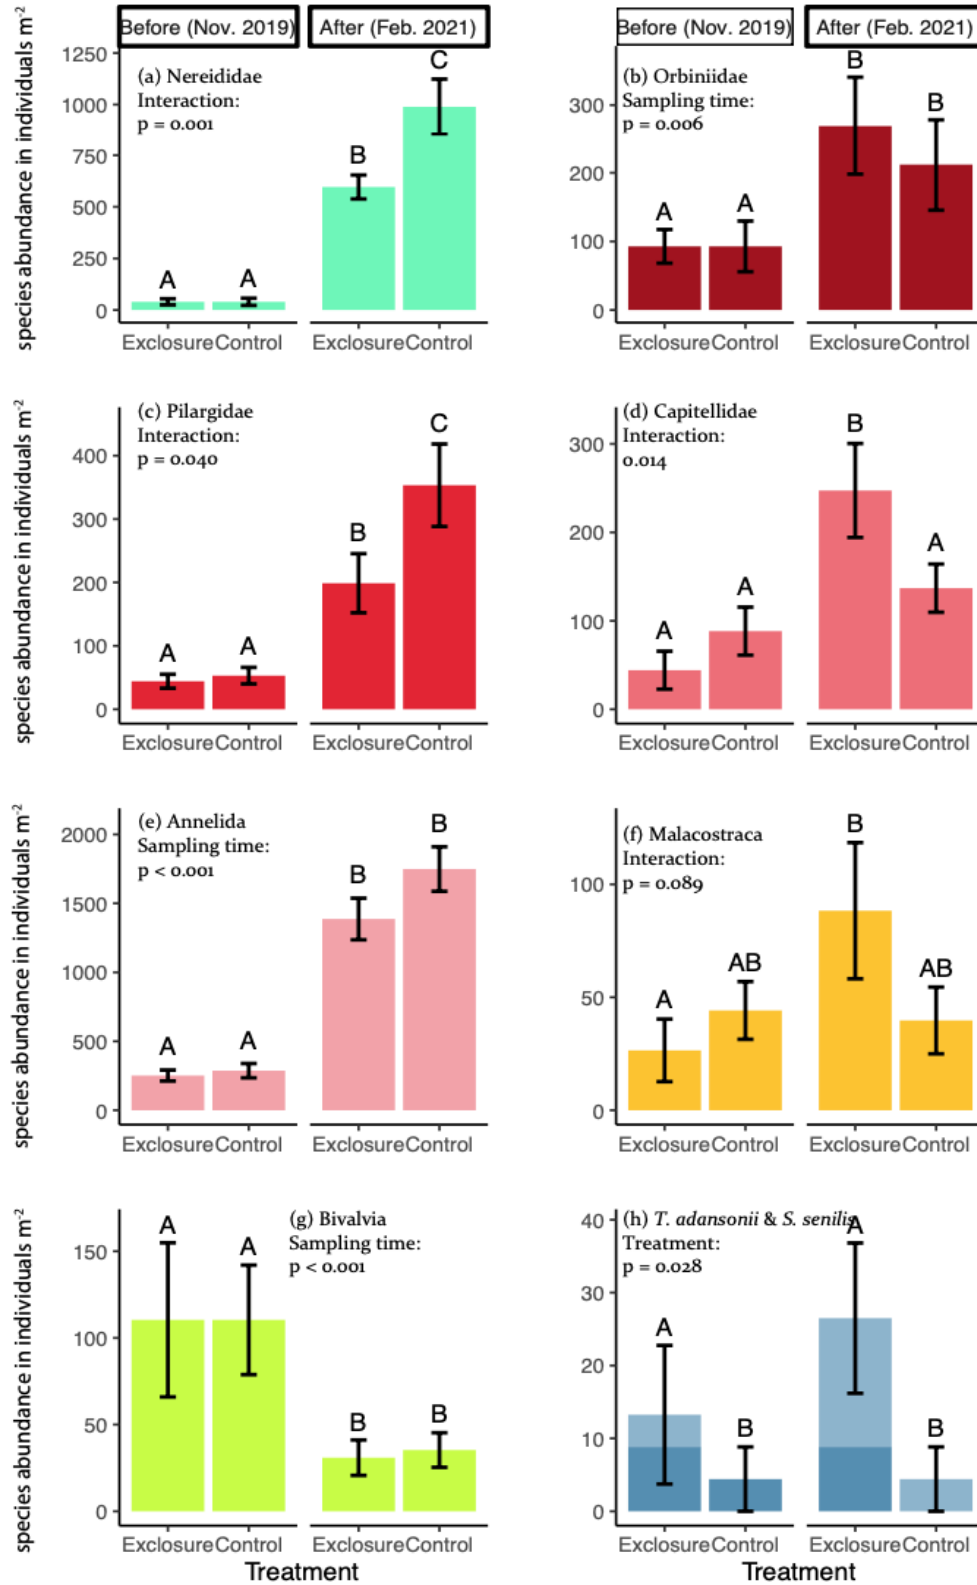 Before (Nov. 2019) After (Feb. 2021) Before (Nov. 2019) After (Feb. 2021)
species abundance in individuals m-2
(a) Nereididae
Interaction:
p = 0.001
1250
1000
750
500
250
0
A A B C
Exclosure Control Exclosure Control
(b) Orbiniidae
Sampling time:
p = 0.006
300
200
100
0
A A B B
Exclosure Control Exclosure Control
species abundance in individuals m-2
(c) Pilargidae
Interaction:
p = 0.040
400
300
200
100
0
A A B C
Exclosure Control Exclosure Control
(d) Capitellidae
Interaction:
0.014
300
200
100
0
A A B A
Exclosure Control Exclosure Control
species abundance in individuals m-2
(e) Annelida
Sampling time:
p < 0.001
2000
1500
1000
500
0
A A B B
Exclosure Control Exclosure Control
(f) Malacostraca
Interaction:
p = 0.089
100
50
0
A AB B AB
Exclosure Control Exclosure Control
species abundance in individuals m-2
(g) Bivalvia
Sampling time:
p < 0.001
150
100
50
0
A A B B
Exclosure Control Exclosure Control
Treatment
(h) T. adansonii & S. senilis
Treatment:
p = 0.028
40
30
20
10
0
A B A B
Exclosure Control Exclosure Control
Treatment